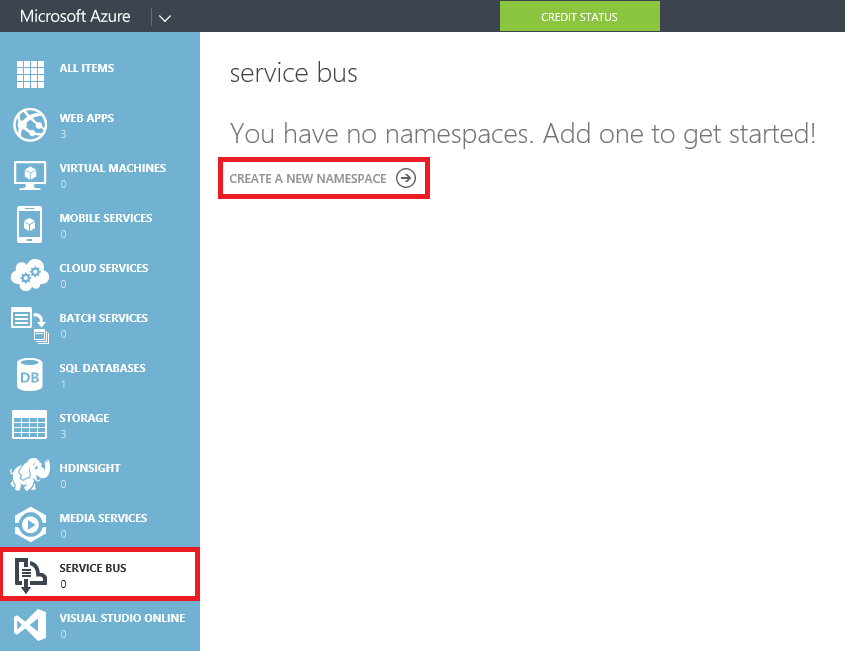 Microsoft Azure
CREDIT STATUS
ALL ITEMS
WEB APPS
3
VIRTUAL MACHINES
0
MOBILE SERVICES
0
CLOUD SERVICES
0
BATCH SERVICES
0
DB
SQL DATABASES
1
STORAGE
3
HDINSIGHT
0
MEDIA SERVICES
0
SERVICE BUS
0
VISUAL STUDIO ONLINE
0
service bus
You have no namespaces. Add one to get started!
CREATE A NEW NAMESPACE